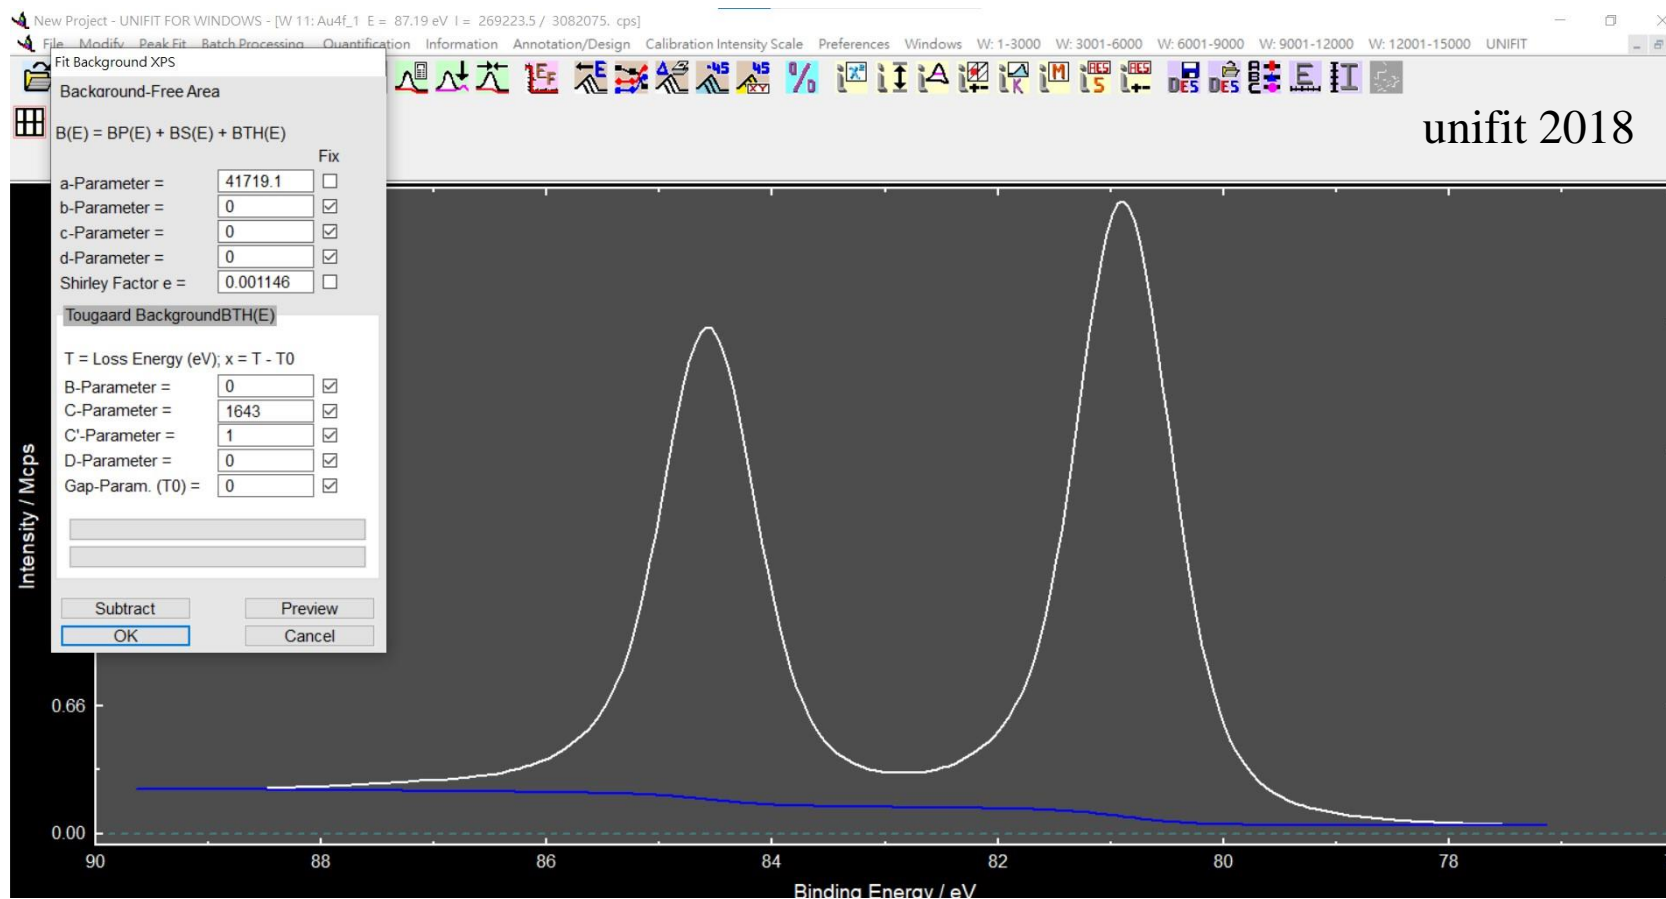 New Project - UNIFIT FOR WINDOWS - [W 11: Au4f_1 E = 87.19 eV I = 269223.5 / 3082075. cps]
File Modify Peak Fit Batch Processing Quantification Information Annotation/Design Calibration Intensity Scale Preferences Windows W: 1-3000 W: 3001-6000 W: 6001-9000 W: 9001-12000 W: 12001-15000 UNIFIT
unifit 2018
Fit Background XPS
Background-Free Area
B(E) = BP(E) + BS(E) + BTH(E)
Fix
a-Parameter = 41719.1
b-Parameter = 0
c-Parameter = 0
d-Parameter = 0
Shirley Factor e = 0.001146
Tougaard BackgroundBTH(E)
T = Loss Energy (eV); x = T - T0
B-Parameter = 0
C-Parameter = 1643
C'-Parameter = 1
D-Parameter = 0
Gap-Param. (T0) = 0
Subtract Preview
OK Cancel
Intensity / Mcps
0.66
0.00
90 88 86 84 82 80 78
Binding Energy / eV